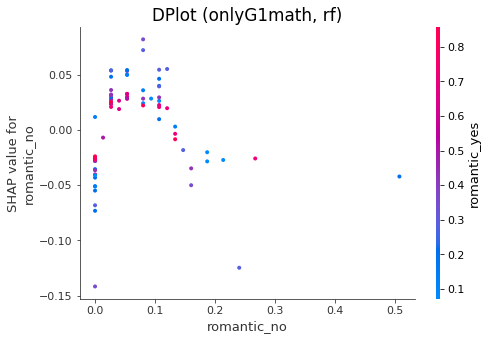 DPlot (onlyG1math, rf)
SHAP value for
romantic_no
0.05
0.00
−0.05
−0.10
−0.15
0.0 0.1 0.2 0.3 0.4 0.5
romantic_no
0.8
0.7
0.6
0.5
0.4
0.3
0.2
0.1
romantic_yes